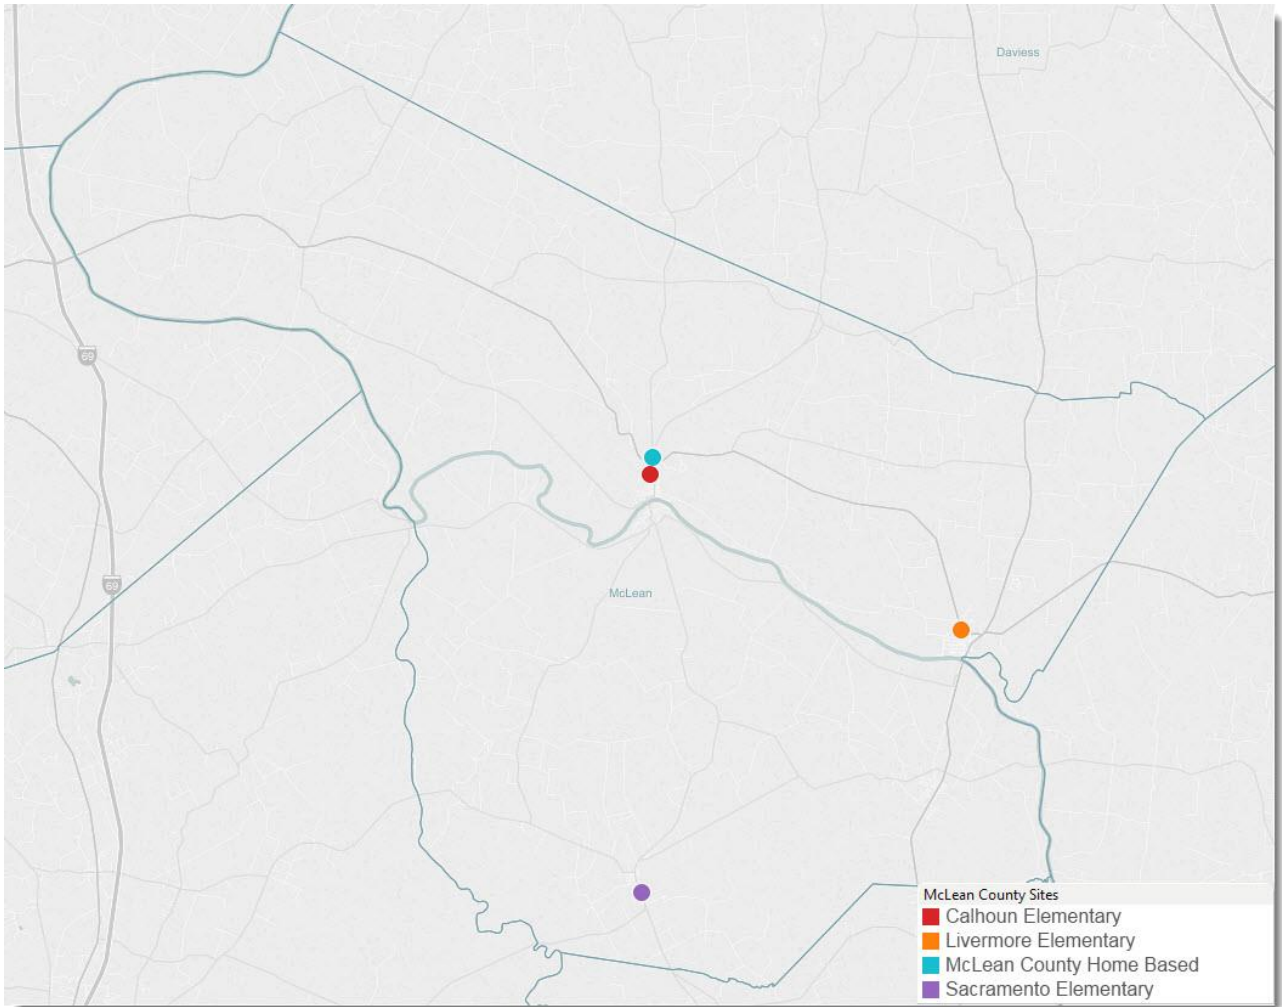 Daviess
69
69
McLean
McLean County Sites
Calhoun Elementary
Livermore Elementary
McLean County Home Based
Sacramento Elementary